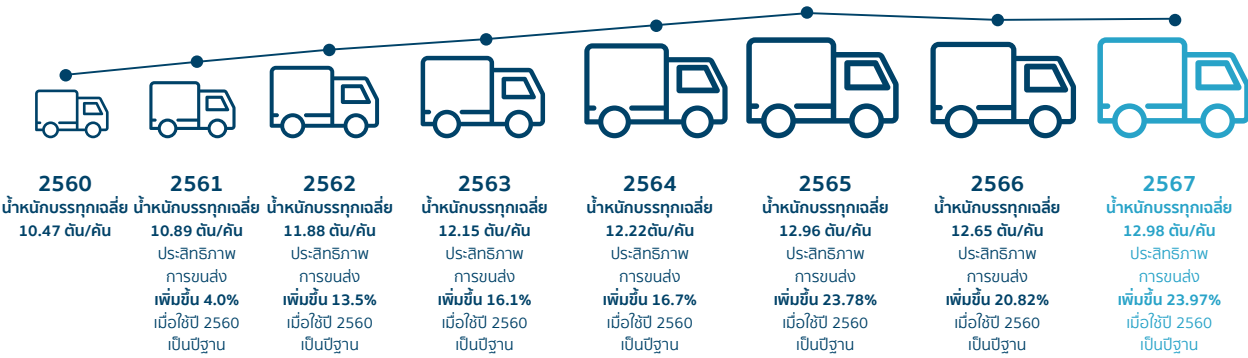 2560
น้ำหนักบรรทุกเฉลี่ย
10.47 ตัน/คัน
2561
น้ำหนักบรรทุกเฉลี่ย
10.89 ตัน/คัน
ประสิทธิภาพ
การขนส่ง
เพิ่มขึ้น 4.0%
เมื่อใช้ปี 2560
เป็นปีฐาน
2562
น้ำหนักบรรทุกเฉลี่ย
11.88 ตัน/คัน
ประสิทธิภาพ
การขนส่ง
เพิ่มขึ้น 13.5%
เมื่อใช้ปี 2560
เป็นปีฐาน
2563
น้ำหนักบรรทุกเฉลี่ย
12.15 ตัน/คัน
ประสิทธิภาพ
การขนส่ง
เพิ่มขึ้น 16.1%
เมื่อใช้ปี 2560
เป็นปีฐาน
2564
น้ำหนักบรรทุกเฉลี่ย
12.22ตัน/คัน
ประสิทธิภาพ
การขนส่ง
เพิ่มขึ้น 16.7%
เมื่อใช้ปี 2560
เป็นปีฐาน
2565
น้ำหนักบรรทุกเฉลี่ย
12.96 ตัน/คัน
ประสิทธิภาพ
การขนส่ง
เพิ่มขึ้น 23.78%
เมื่อใช้ปี 2560
เป็นปีฐาน
2566
น้ำหนักบรรทุกเฉลี่ย
12.65 ตัน/คัน
ประสิทธิภาพ
การขนส่ง
เพิ่มขึ้น 20.82%
เมื่อใช้ปี 2560
เป็นปีฐาน
2567
น้ำหนักบรรทุกเฉลี่ย
12.98 ตัน/คัน
ประสิทธิภาพ
การขนส่ง
เพิ่มขึ้น 23.97%
เมื่อใช้ปี 2560
เป็นปีฐาน